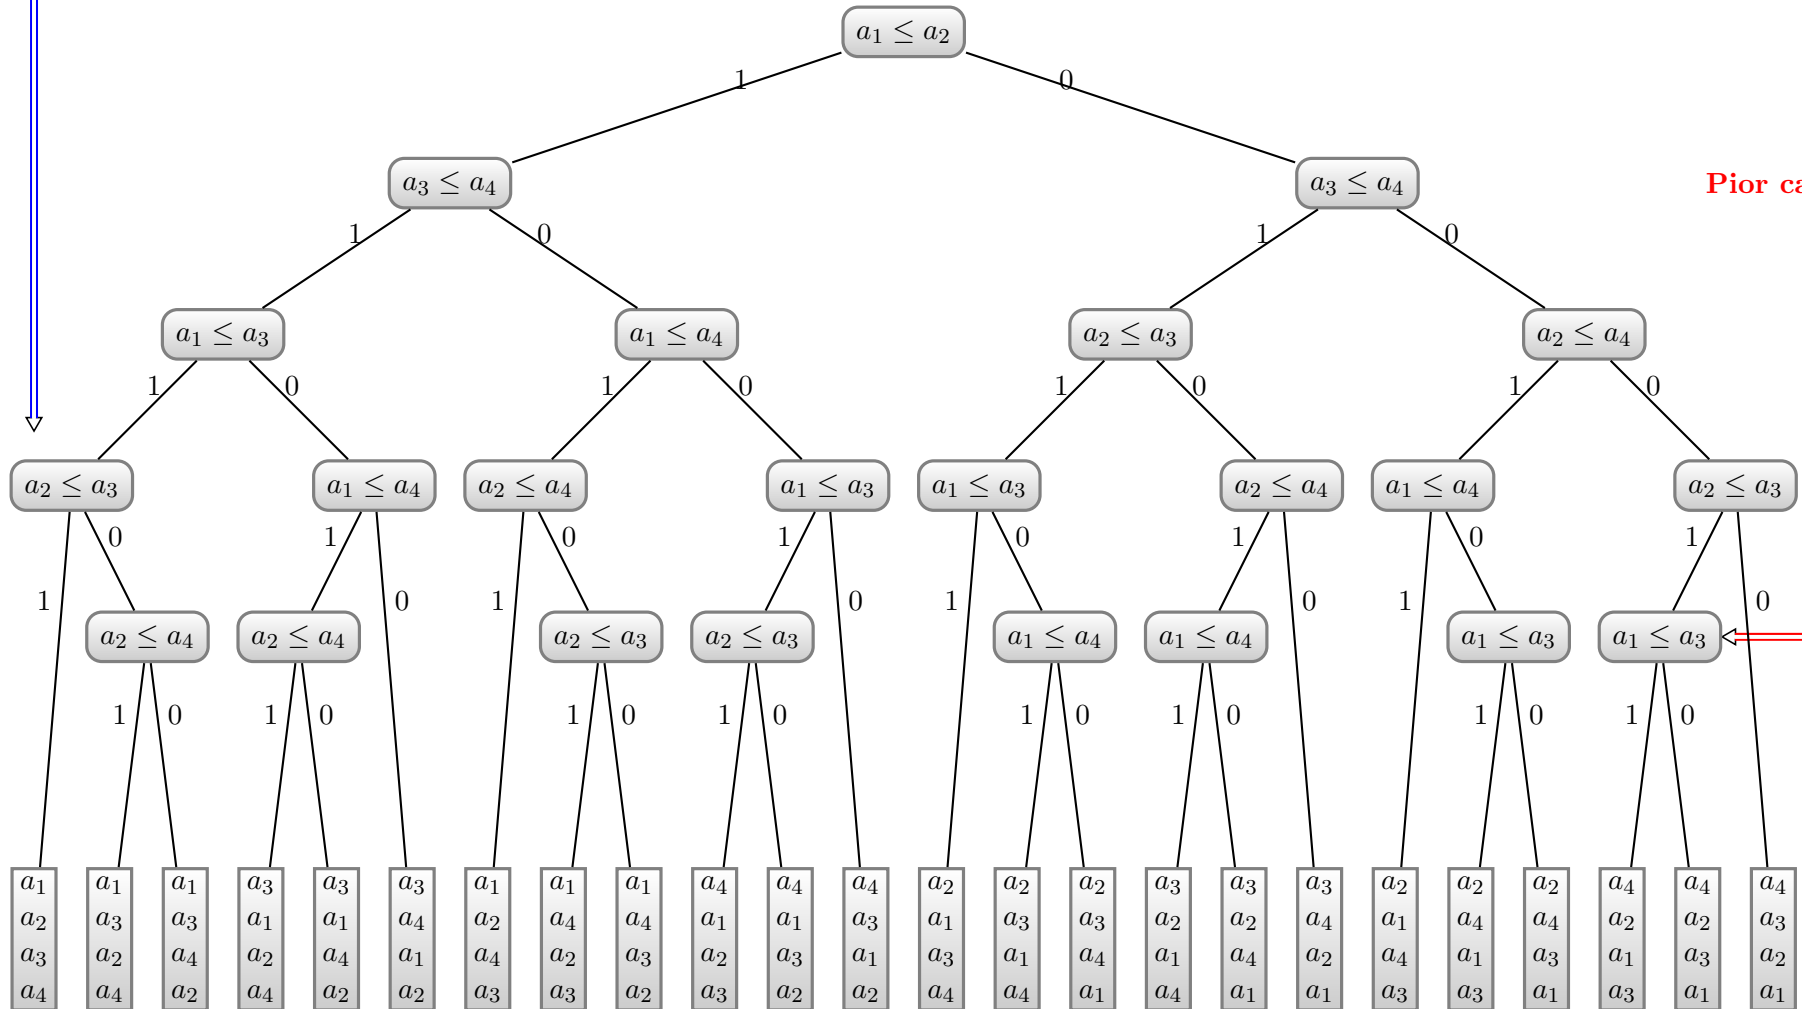 a₁ ≤ a₂
1 0
a₃ ≤ a₄ a₃ ≤ a₄ Pior
1 0 1 0
a₁ ≤ a₃ a₁ ≤ a₄ a₂ ≤ a₃ a₂ ≤ a₄
1 0 1 0 1 0 1 0
a₂ ≤ a₃ a₁ ≤ a₄ a₂ ≤ a₄ a₁ ≤ a₃ a₁ ≤ a₃ a₂ ≤ a₄ a₁ ≤ a₄ a₂ ≤ a₃
0 1 0 1 0 1 0 1
1 0 1 0 1 0 1 0
a₂ ≤ a₄ a₂ ≤ a₄ a₂ ≤ a₃ a₂ ≤ a₃ a₁ ≤ a₄ a₁ ≤ a₄ a₁ ≤ a₃ a₁ ≤ a₃
1 0 1 0 1 0 1 0 1 0 1 0 1 0 1 0
a₁ a₁ a₁ a₃ a₃ a₃ a₁ a₁ a₁ a₄ a₄ a₄ a₂ a₂ a₂ a₃ a₃ a₃ a₂ a₂ a₂ a₄ a₄ a₄
a₂ a₃ a₃ a₁ a₁ a₄ a₂ a₄ a₄ a₁ a₁ a₃ a₁ a₃ a₃ a₂ a₂ a₄ a₁ a₄ a₄ a₂ a₂ a₃
a₃ a₂ a₄ a₂ a₄ a₁ a₄ a₂ a₃ a₂ a₃ a₁ a₃ a₁ a₄ a₁ a₄ a₂ a₄ a₁ a₃ a₁ a₃ a₂
a₄ a₄ a₂ a₄ a₂ a₂ a₃ a₃ a₂ a₃ a₂ a₂ a₄ a₄ a₁ a₄ a₁ a₁ a₃ a₃ a₁ a₃ a₁ a₁